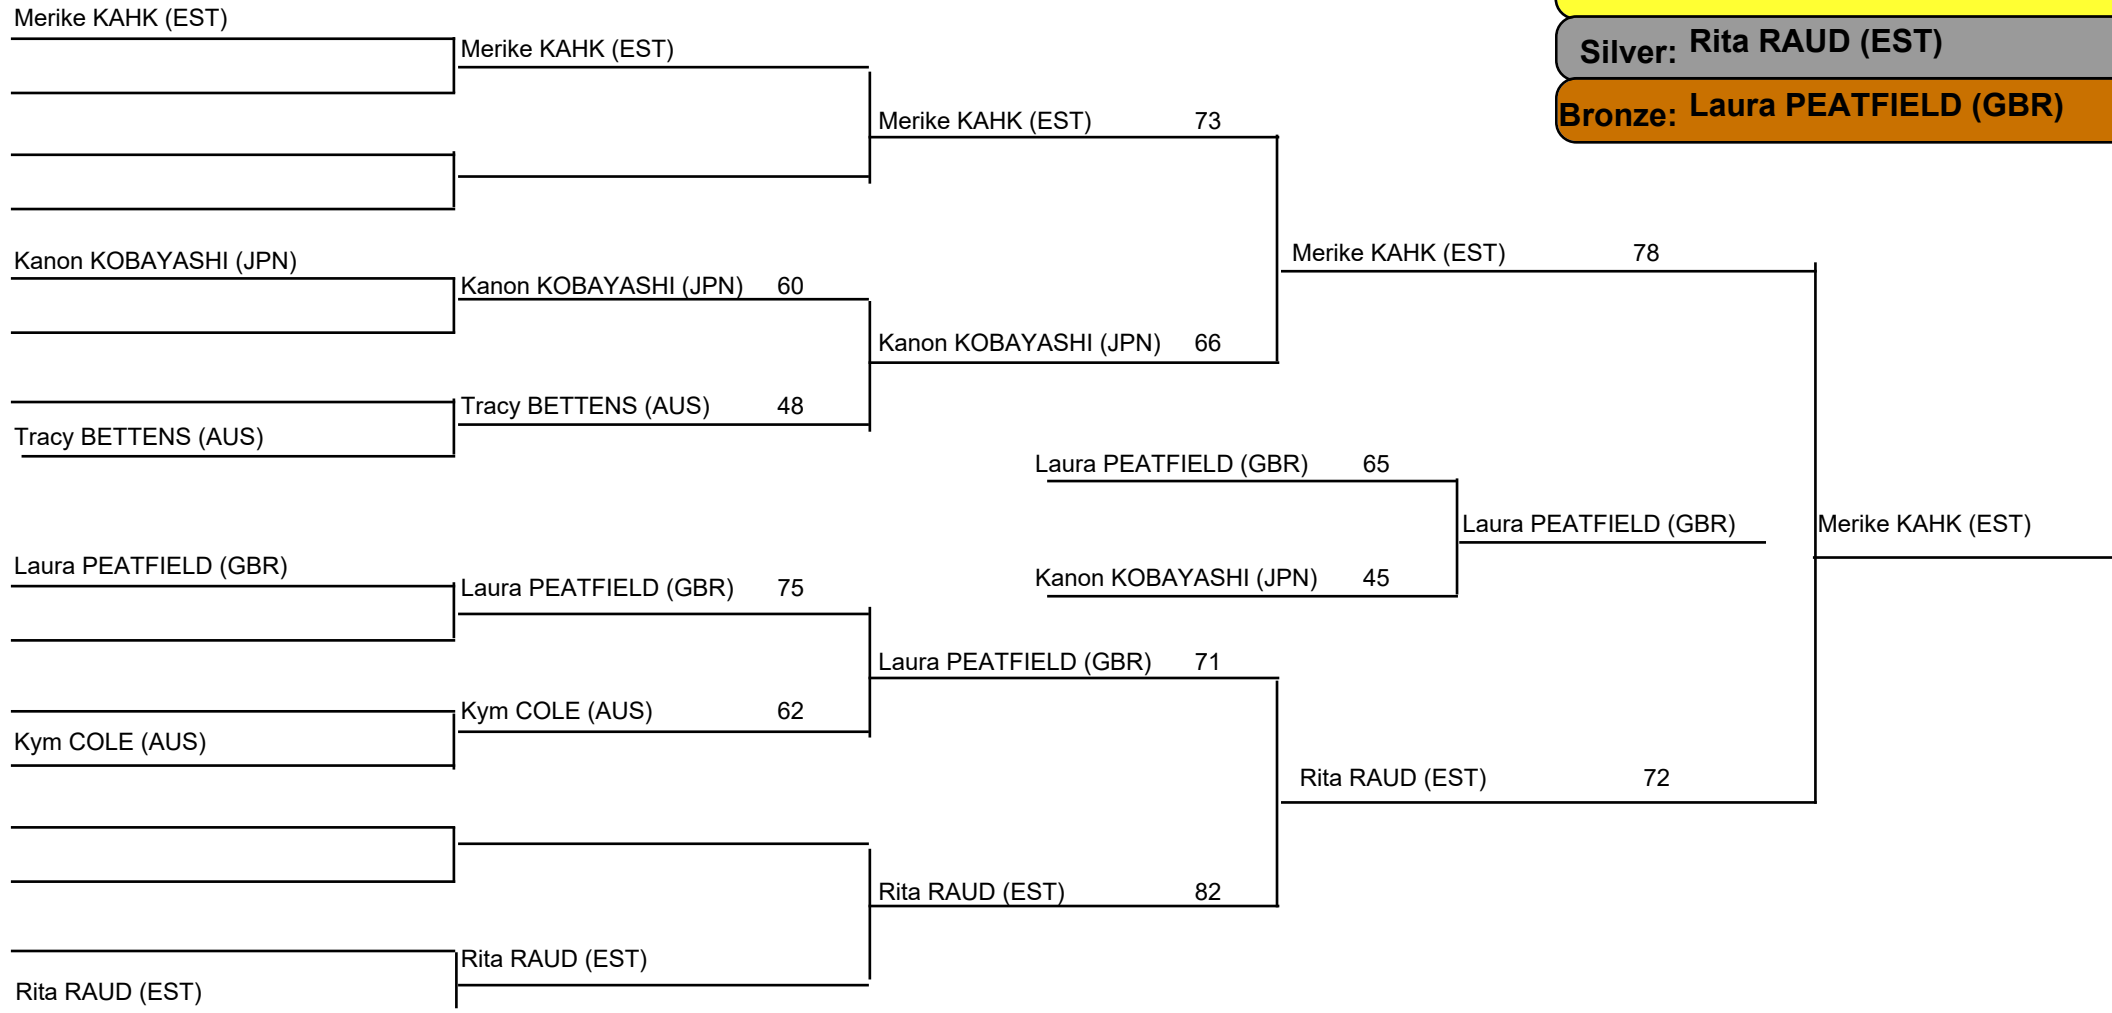 Merike KAHK (EST)
Kanon KOBAYASHI (JPN)
Tracy BETTENS (AUS)
Laura PEATFIELD (GBR)
Kym COLE (AUS)
Rita RAUD (EST)
Merike KAHK (EST)
Kanon KOBAYASHI (JPN) 60
Tracy BETTENS (AUS) 48
Laura PEATFIELD (GBR) 75
Kym COLE (AUS) 62
Rita RAUD (EST)
Merike KAHK (EST) 73
Kanon KOBAYASHI (JPN) 66
Laura PEATFIELD (GBR) 71
Rita RAUD (EST) 82
Laura PEATFIELD (GBR) 65
Kanon KOBAYASHI (JPN) 45
Laura PEATFIELD (GBR)
Merike KAHK (EST) 78
Rita RAUD (EST) 72
Merike KAHK (EST)
Silver: Rita RAUD (EST)
Bronze: Laura PEATFIELD (GBR)